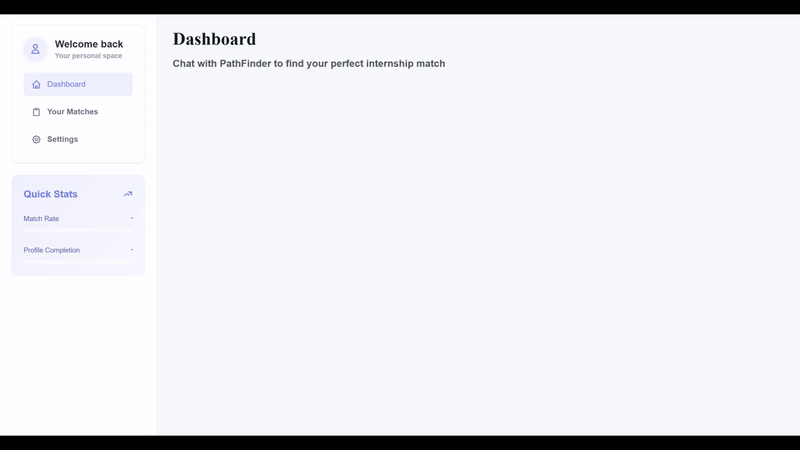 Welcome back
Your personal space
Dashboard
Your Matches
Settings
Quick Stats
Match Rate -
Profile Completion -
Dashboard
Chat with PathFinder to find your perfect internship match